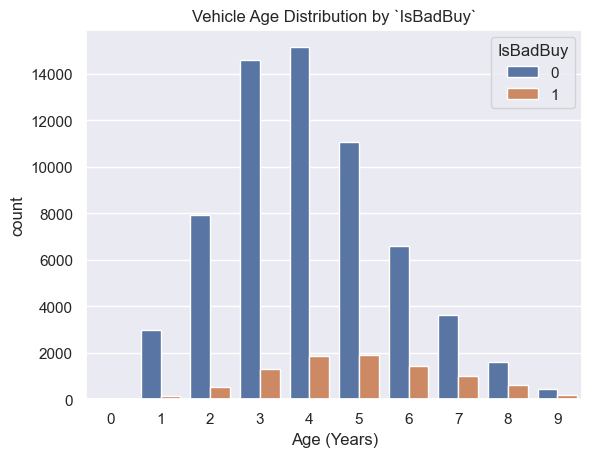 Vehicle Age Distribution by `IsBadBuy`
IsBadBuy
0
1
14000
12000
10000
8000
6000
4000
2000
0
count
0 1 2 3 4 5 6 7 8 9
Age (Years)